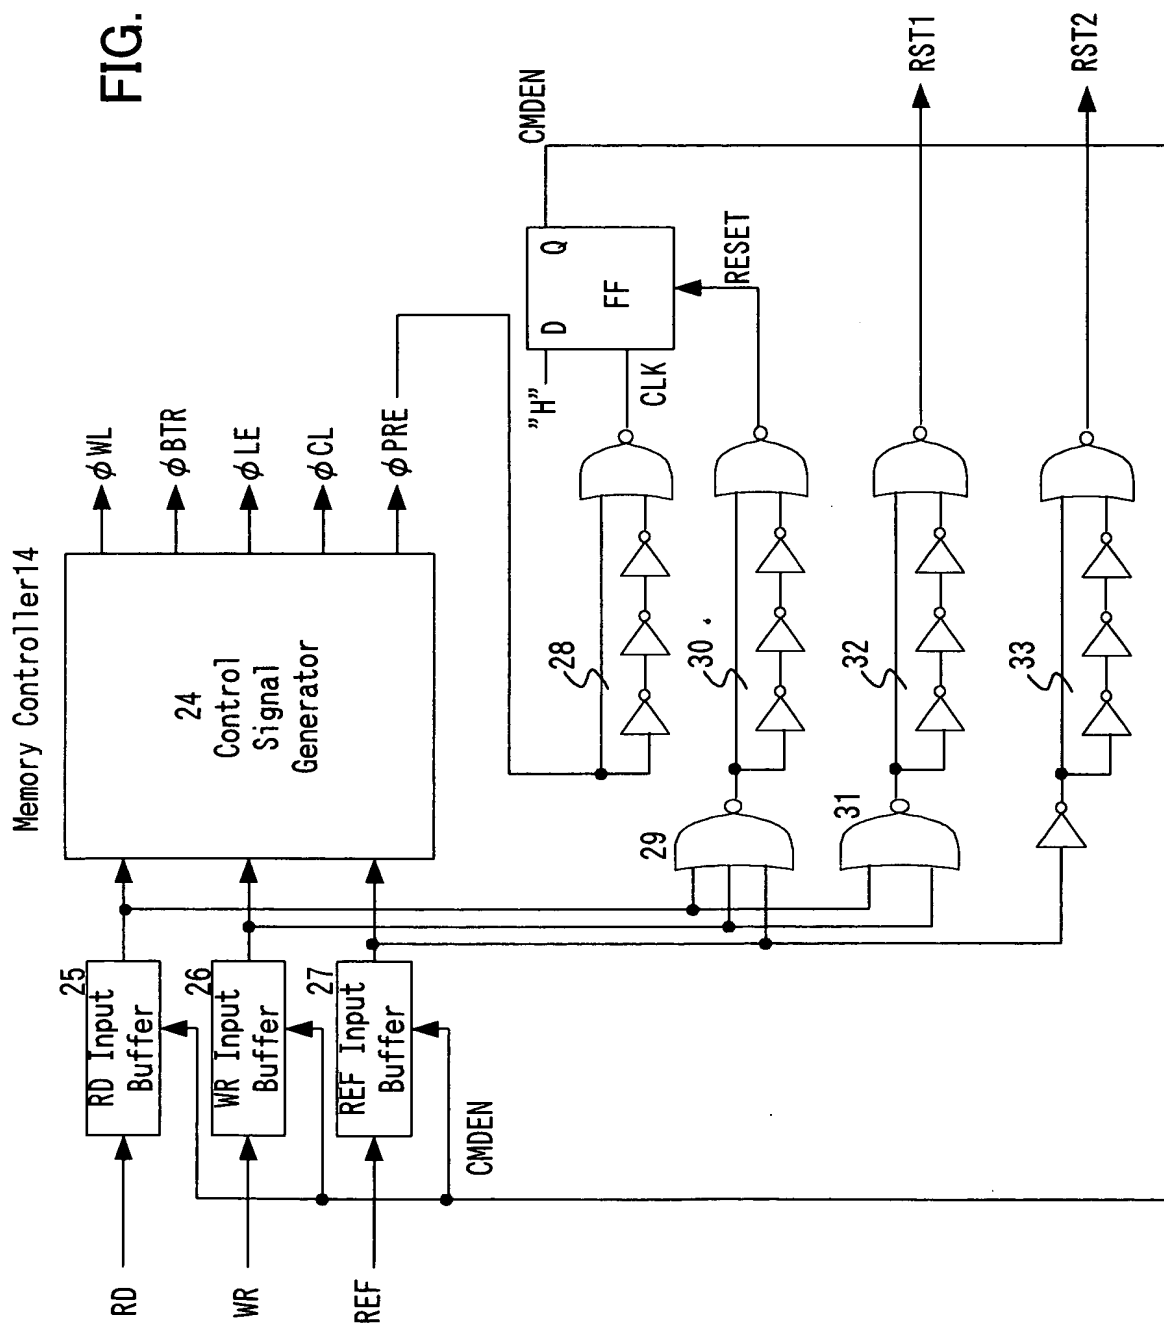 FIG.
Memory Controller14
24
Control
Signal
Generator
φWL
φBTR
φLE
φCL
φPRE
25
RD Input
Buffer
26
WR Input
Buffer
27
REF Input
Buffer
RD
WR
REF
CMDEN
"H"
D
Q
FF
CLK
RESET
CMDEN
28
29
30
31
32
33
RST1
RST2